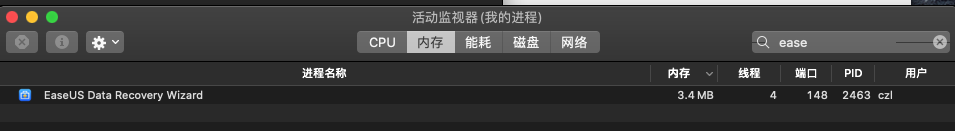 活动监视器 (我的进程)
CPU 内存 能耗 磁盘 网络 ease
进程名称 内存 线程 端口 PID 用户
EaseUS Data Recovery Wizard 3.4 MB 4 148 2463 czl